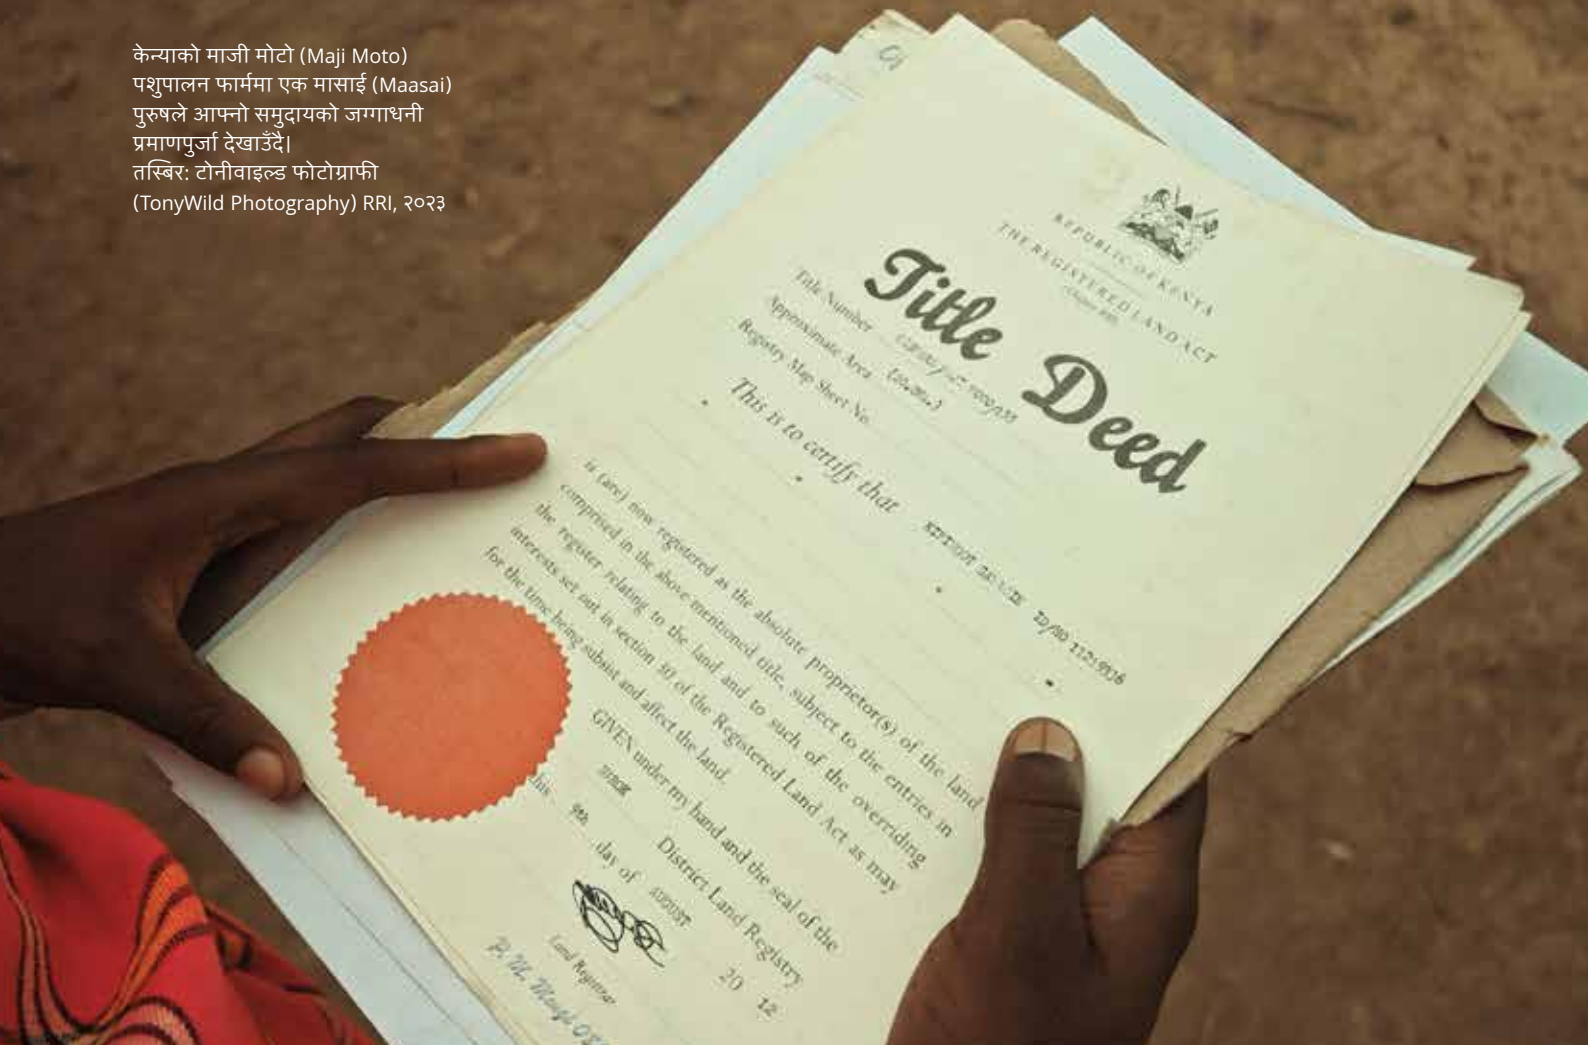 केन्याको माजी मोटो (Maji Moto)
पशुपालन फार्ममा एक मासाई (Maasai)
पुरुषले आफ्नो समुदायको जग्गाधनी
प्रमाणपुर्जा देखाउँदै।
तस्बिर: टोनीवाइल्ड फोटोग्राफी
(TonyWild Photography) RRI, २०२३
REPUBLIC OF KENYA
THE REGISTERED LAND ACT
Title Deed
Title Number
Approximate Area
Registry Map Sheet No.
This is to certify that
is (are) now registered as the absolute proprietor(s) of the land
comprised in the above mentioned title, subject to the entries in
the register relating to the land and to such of the overriding
interests set out in section 30 of the Registered Land Act as may
for the time being subsist and affect the land.
GIVEN under my hand and the seal of the
District Land Registry
this 9th day of AUGUST 20 12
Land Registrar